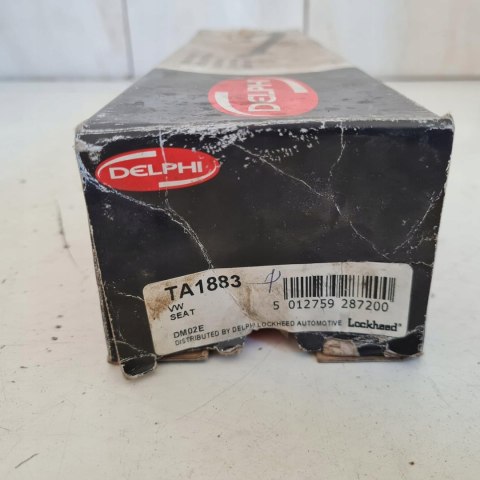 DELPHI
DELPHI
TA1883
VW
SEAT
5 012759 287200
DM02E
DISTRIBUTED BY DELPHI LOCKHEED AUTOMOTIVE Lockheed